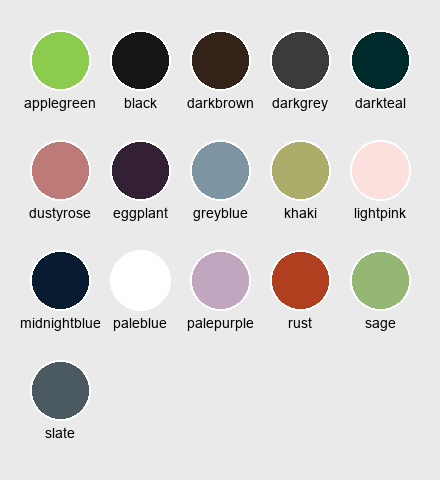 applegreen black darkbrown darkgrey darkteal
dustyrose eggplant greyblue khaki lightpink
midnightblue paleblue palepurple rust sage
slate